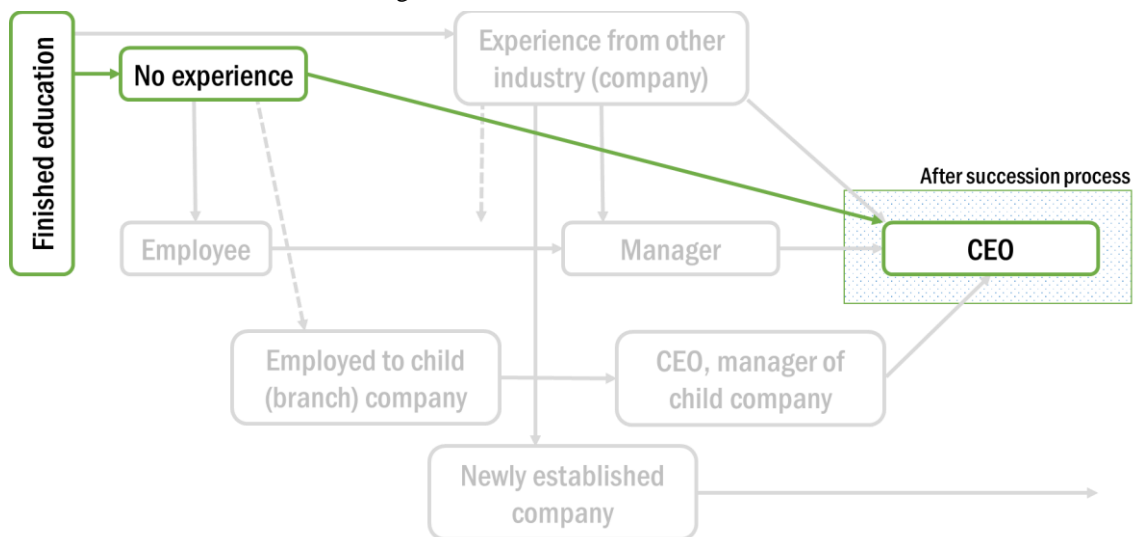 Finished education
Experience from other
industry (company)
No experience
After succession process
Employee
Manager
CEO
Employed to child
(branch) company
CEO, manager of
child company
Newly established
company